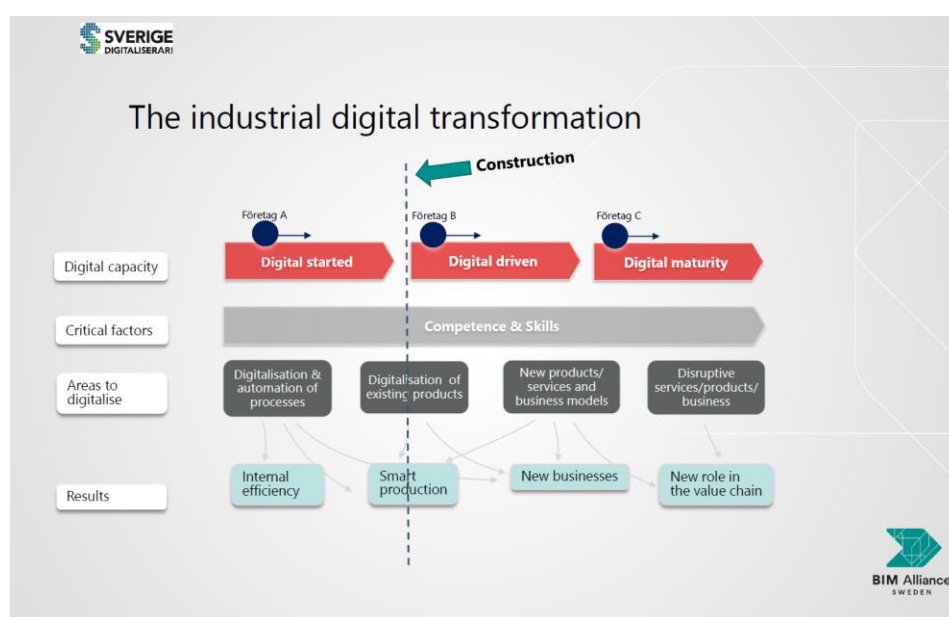 SVERIGE
DIGITALISERAR!
The industrial digital transformation
Construction
Företag A
Företag B
Företag C
Digital capacity
Digital started
Digital driven
Digital maturity
Critical factors
Competence & Skills
Areas to
digitalise
Digitalisation &
automation of
processes
Digitalisation of
existing products
New products/
services and
business models
Disruptive
services/products/
business
Results
Internal
efficiency
Smart
production
New businesses
New role in
the value chain
BIM Alliance
SWEDEN